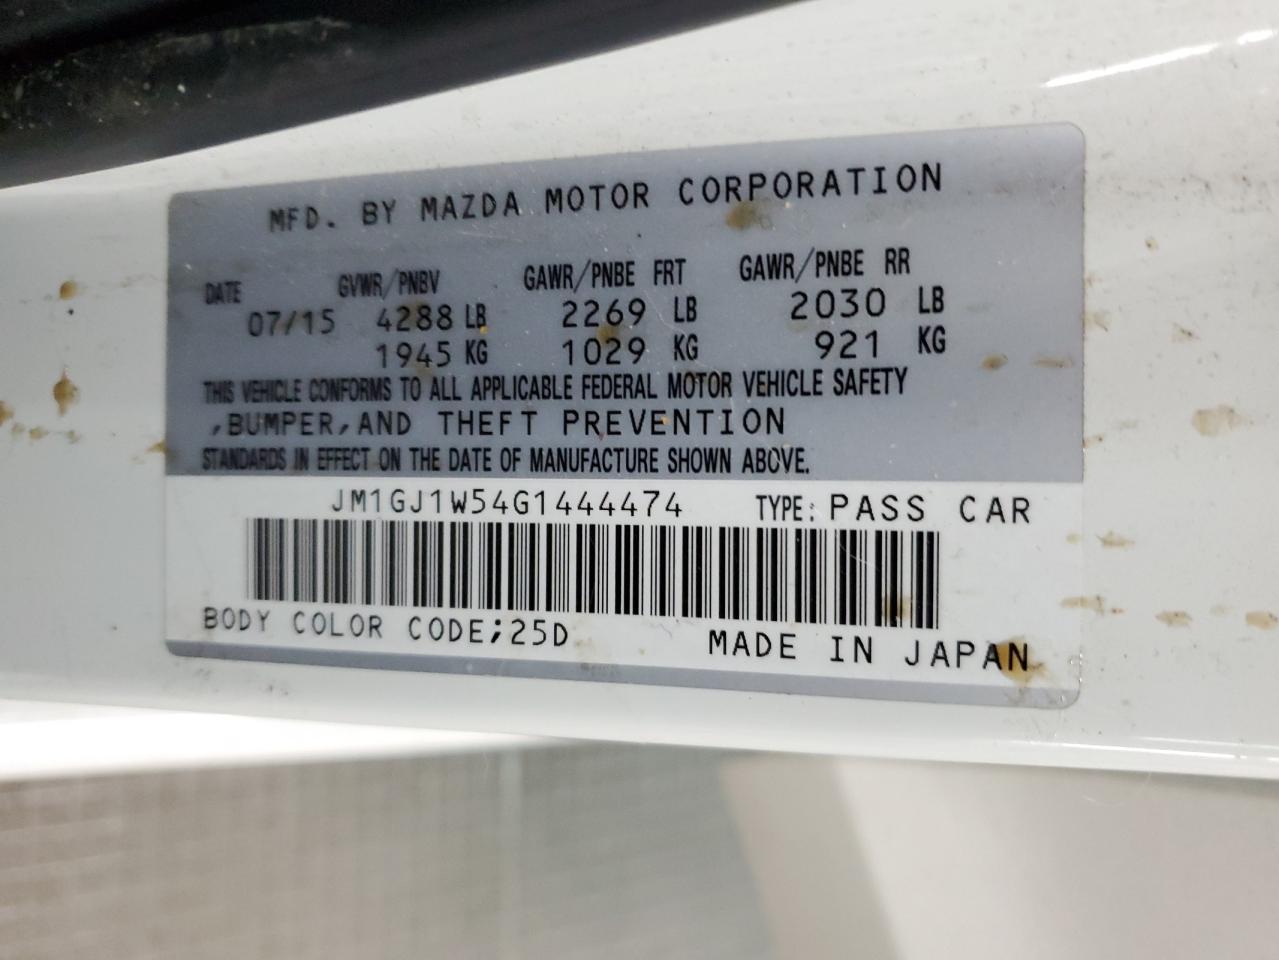 MFD. BY MAZDA MOTOR CORPORATION
DATE GVWR/PNBV GAWR/PNBE FRT GAWR/PNBE RR
07/15 4288 LB 2269 LB 2030 LB
1945 KG 1029 KG 921 KG
THIS VEHICLE CONFORMS TO ALL APPLICABLE FEDERAL MOTOR VEHICLE SAFETY
,BUMPER,AND THEFT PREVENTION
STANDARDS IN EFFECT ON THE DATE OF MANUFACTURE SHOWN ABOVE.
JM1GJ1W54G1444474 TYPE: PASS CAR
BODY COLOR CODE;25D MADE IN JAPAN